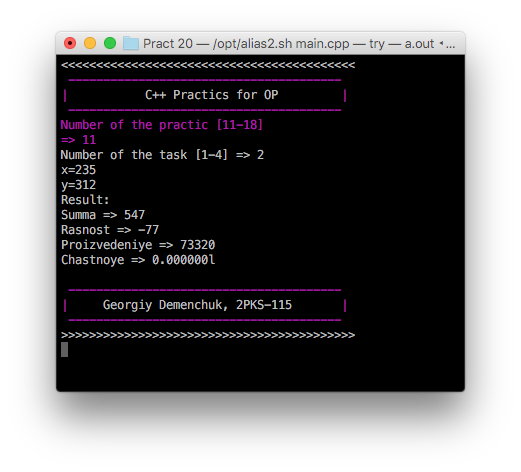 Pract 20 — /opt/alias2.sh main.cpp — try — a.out ◂ ...
<<<<<<<<<<<<<<<<<<<<<<<<<<<<<<<<<<<<<<<<<<
---------------------------------------
| C++ Practics for OP |
---------------------------------------
Number of the practic [11-18]
=> 11
Number of the task [1-4] => 2
x=235
y=312
Result:
Summa => 547
Rasnost => -77
Proizvedeniye => 73320
Chastnoye => 0.000000l
---------------------------------------
| Georgiy Demenchuk, 2PKS-115 |
---------------------------------------
>>>>>>>>>>>>>>>>>>>>>>>>>>>>>>>>>>>>>>>>>>